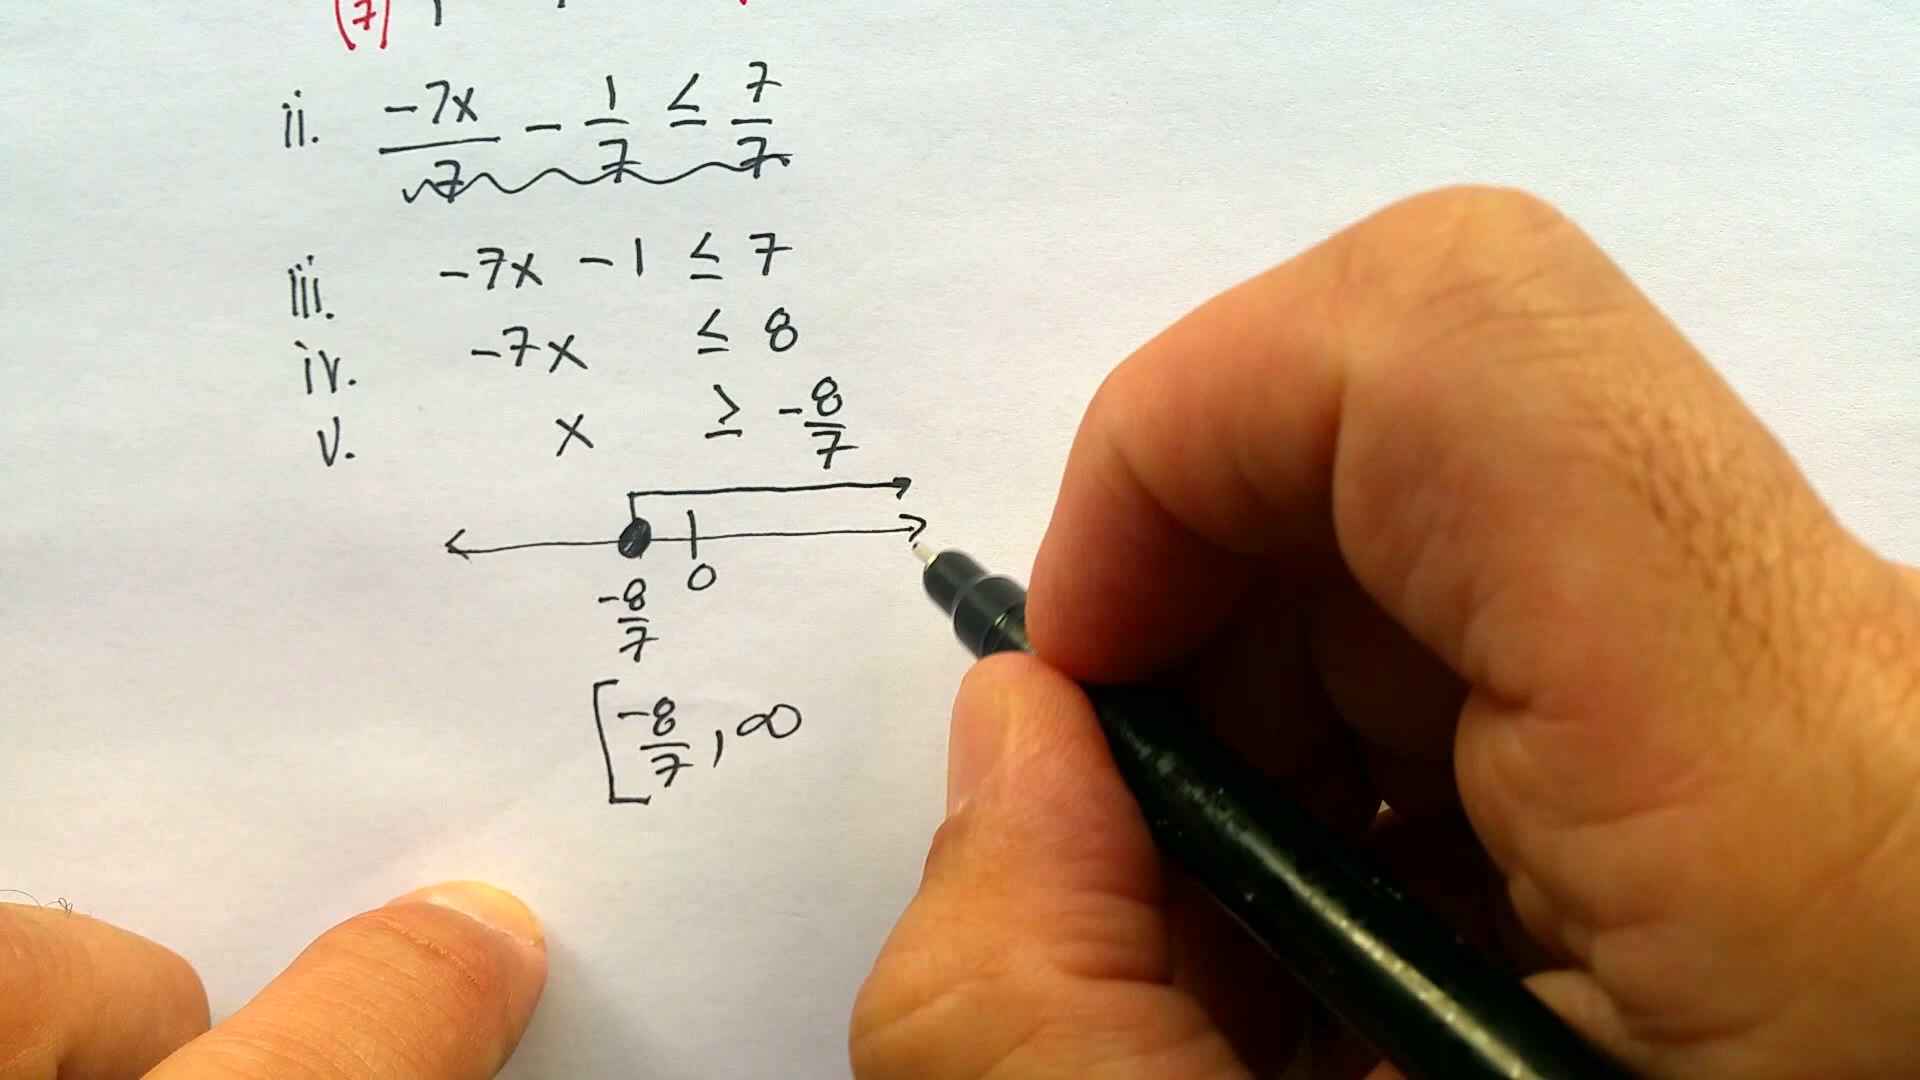 (7)
ii. -7x/7 - 1/7 ≤ 7/7
iii. -7x - 1 ≤ 7
iv. -7x ≤ 8
v. x ≥ -8/7
-8/7 0
[-8/7, ∞